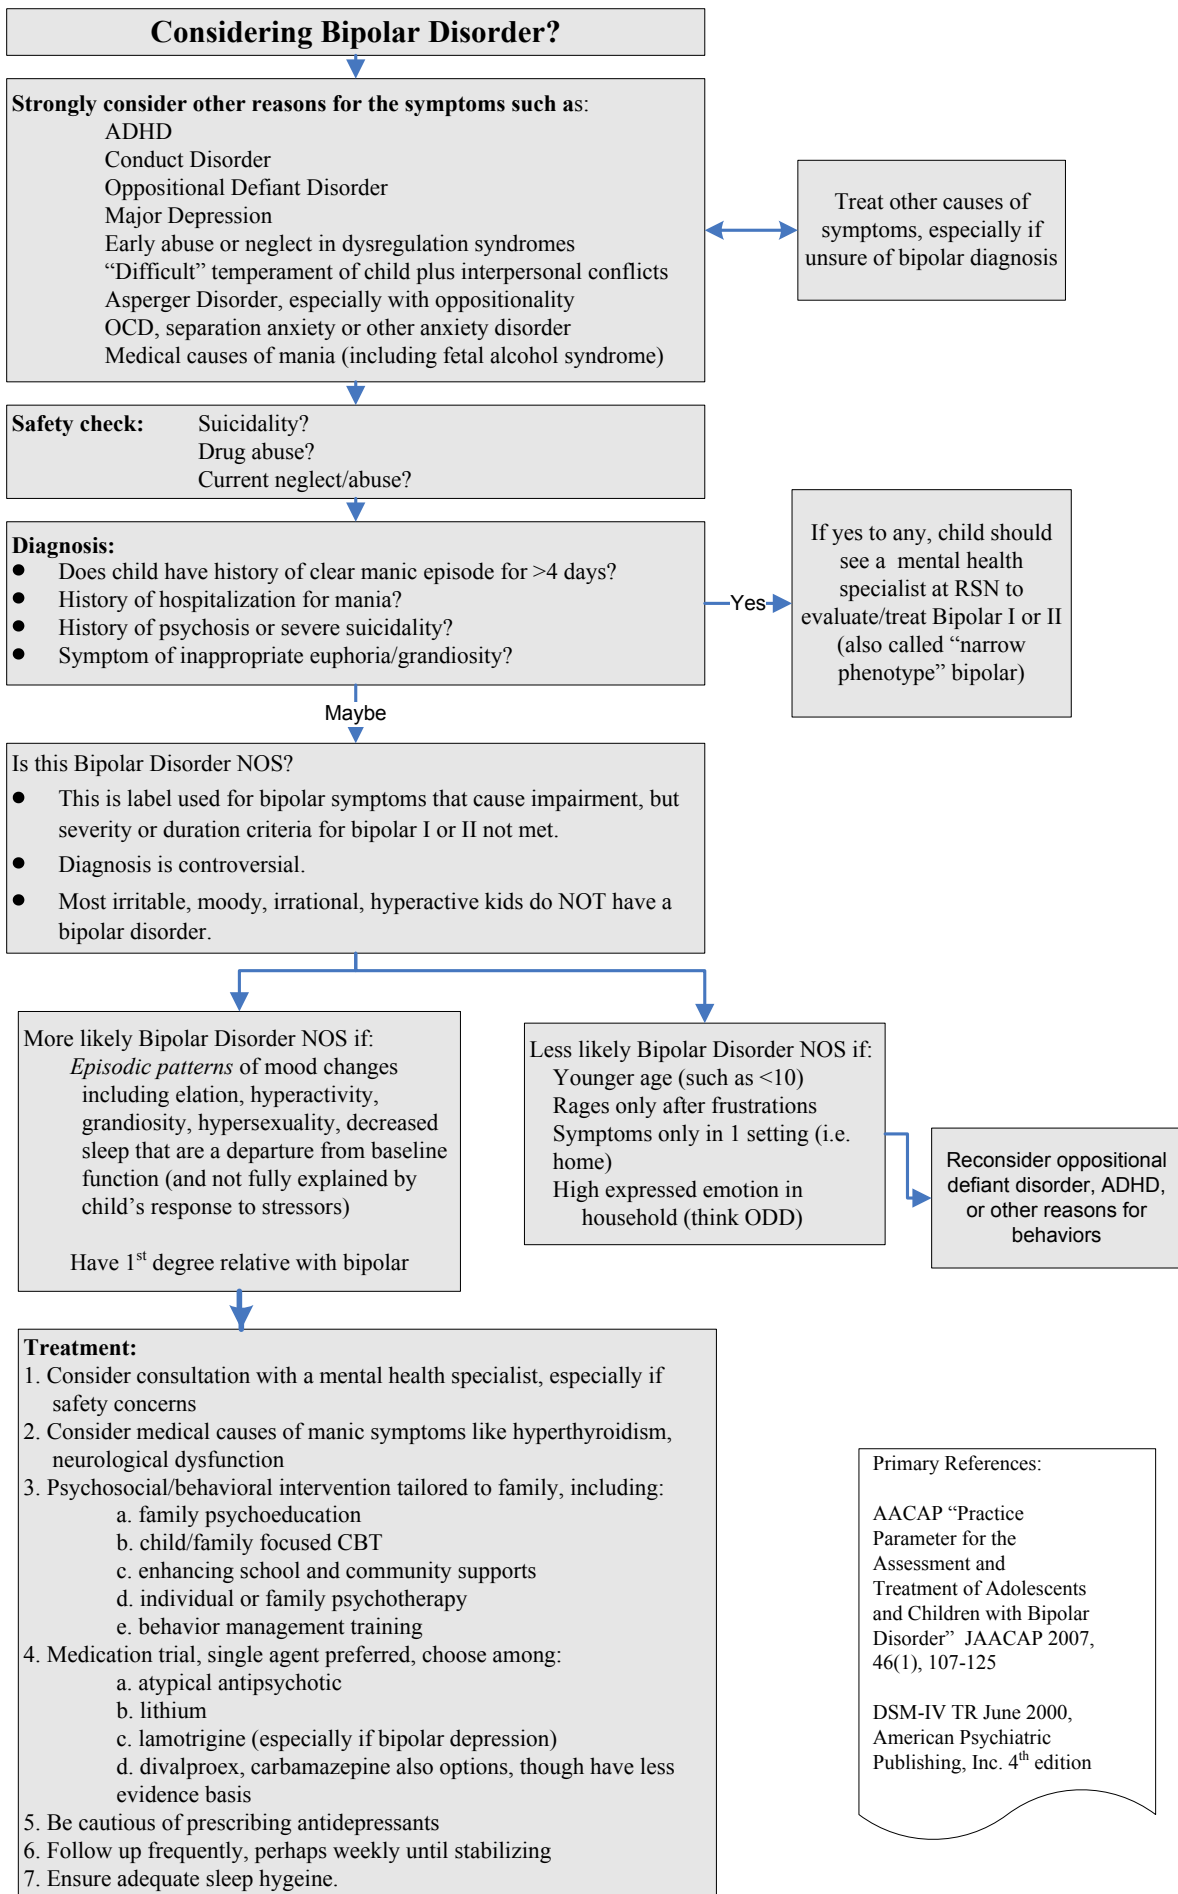 Considering Bipolar Disorder?
Strongly consider other reasons for the symptoms such as:
ADHD
Conduct Disorder
Oppositional Defiant Disorder
Major Depression
Early abuse or neglect in dysregulation syndromes
“Difficult” temperament of child plus interpersonal conflicts
Asperger Disorder, especially with oppositionality
OCD, separation anxiety or other anxiety disorder
Medical causes of mania (including fetal alcohol syndrome)
Treat other causes of
symptoms, especially if
unsure of bipolar diagnosis
Safety check: Suicidality?
Drug abuse?
Current neglect/abuse?
Diagnosis:
● Does child have history of clear manic episode for >4 days?
● History of hospitalization for mania?
● History of psychosis or severe suicidality?
● Symptom of inappropriate euphoria/grandiosity?
Yes
If yes to any, child should
see a mental health
specialist at RSN to
evaluate/treat Bipolar I or II
(also called “narrow
phenotype” bipolar)
Maybe
Is this Bipolar Disorder NOS?
● This is label used for bipolar symptoms that cause impairment, but
severity or duration criteria for bipolar I or II not met.
● Diagnosis is controversial.
● Most irritable, moody, irrational, hyperactive kids do NOT have a
bipolar disorder.
More likely Bipolar Disorder NOS if:
Episodic patterns of mood changes
including elation, hyperactivity,
grandiosity, hypersexuality, decreased
sleep that are a departure from baseline
function (and not fully explained by
child’s response to stressors)
Have 1st degree relative with bipolar
Less likely Bipolar Disorder NOS if:
Younger age (such as <10)
Rages only after frustrations
Symptoms only in 1 setting (i.e.
home)
High expressed emotion in
household (think ODD)
Reconsider oppositional
defiant disorder, ADHD,
or other reasons for
behaviors
Treatment:
1. Consider consultation with a mental health specialist, especially if
safety concerns
2. Consider medical causes of manic symptoms like hyperthyroidism,
neurological dysfunction
3. Psychosocial/behavioral intervention tailored to family, including:
a. family psychoeducation
b. child/family focused CBT
c. enhancing school and community supports
d. individual or family psychotherapy
e. behavior management training
4. Medication trial, single agent preferred, choose among:
a. atypical antipsychotic
b. lithium
c. lamotrigine (especially if bipolar depression)
d. divalproex, carbamazepine also options, though have less
evidence basis
5. Be cautious of prescribing antidepressants
6. Follow up frequently, perhaps weekly until stabilizing
7. Ensure adequate sleep hygeine.
Primary References:
AACAP “Practice
Parameter for the
Assessment and
Treatment of Adolescents
and Children with Bipolar
Disorder” JAACAP 2007,
46(1), 107-125
DSM-IV TR June 2000,
American Psychiatric
Publishing, Inc. 4th edition